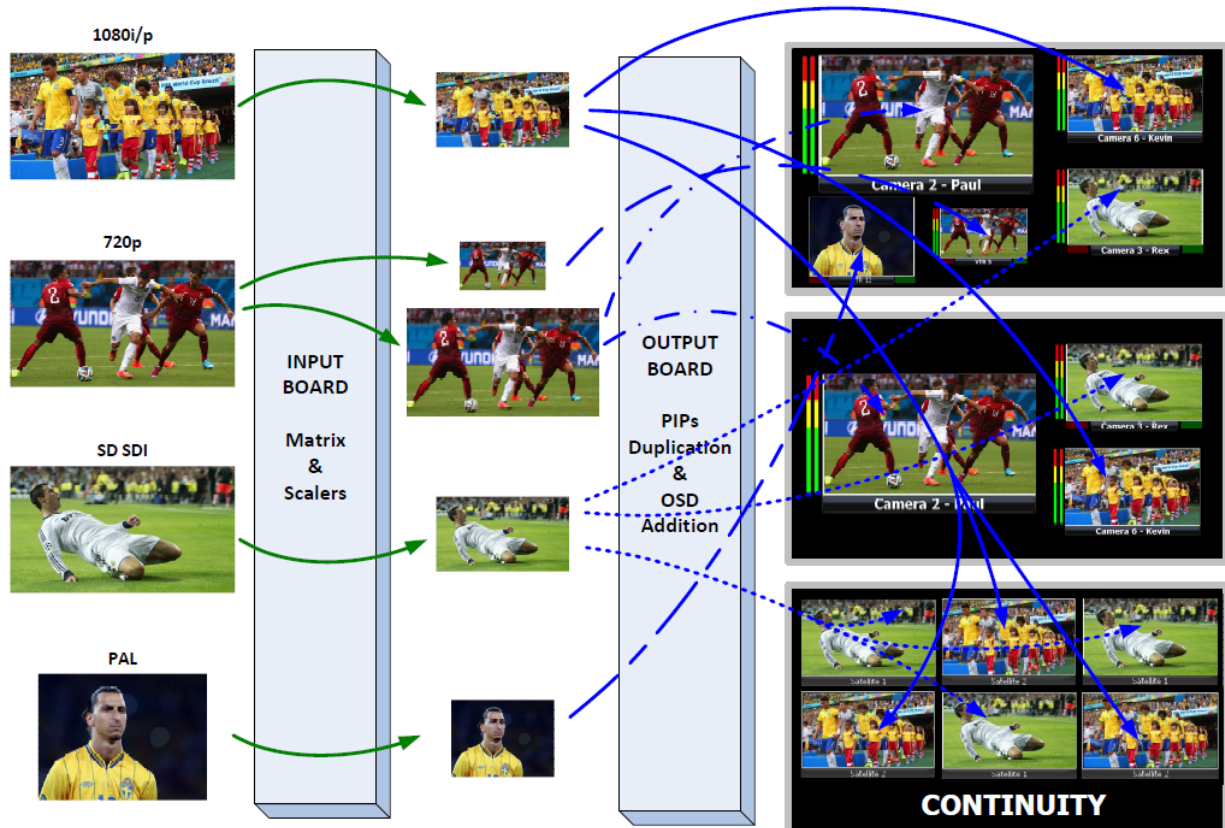 1080i/p
720p
SD SDI
PAL
INPUT
BOARD
Matrix
&
Scalers
OUTPUT
BOARD
PIPs
Duplication
&
OSD
Addition
Camera 2 - Paul
Camera 6 - Kevin
Camera 3 - Rex
VTR 5
Camera 2 - Paul
Camera 3 - Rex
Camera 6 - Kevin
Satellite 1
Satellite 2
Satellite 1
Satellite 2
Satellite 1
Satellite 2
CONTINUITY